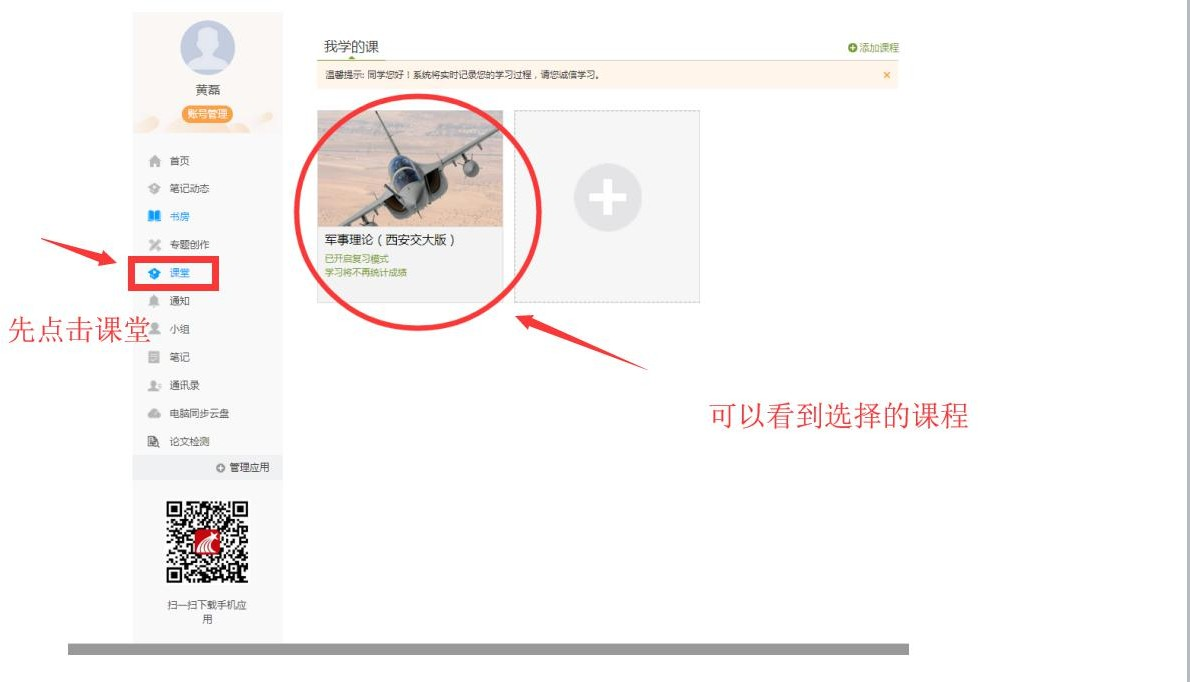 黄磊
账号管理
首页
笔记动态
书房
专题创作
课堂
通知
小组
笔记
通讯录
电脑同步云盘
论文检测
管理应用
扫一扫下载手机应
用
先点击课堂
我学的课
添加课程
温馨提示: 同学您好！系统将实时记录您的学习过程，请您诚信学习。
军事理论（西安交大版）
已开启复习模式
学习将不再统计成绩
可以看到选择的课程